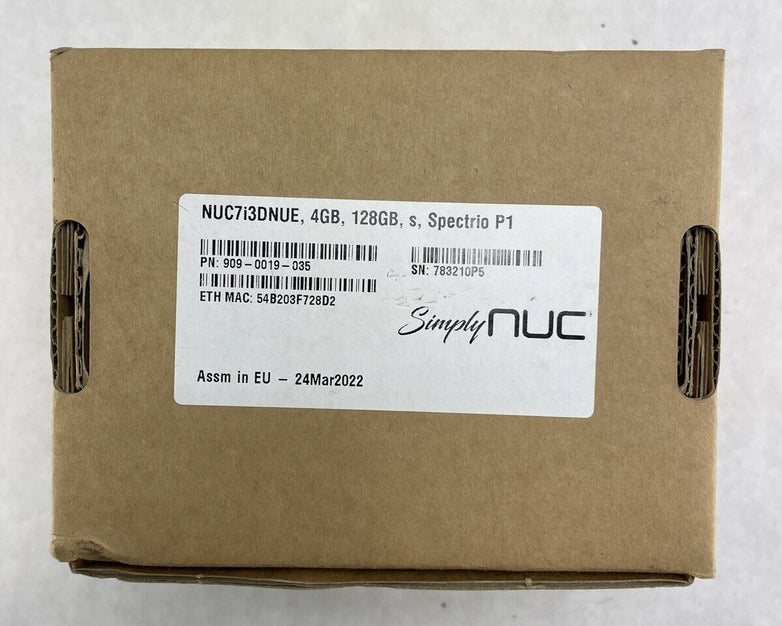 NUC7i3DNUE, 4GB, 128GB, s, Spectrio P1
PN: 909-0019-035
SN: 783210P5
ETH MAC: 54B203F728D2
Simply NUC
Assm in EU - 24Mar2022